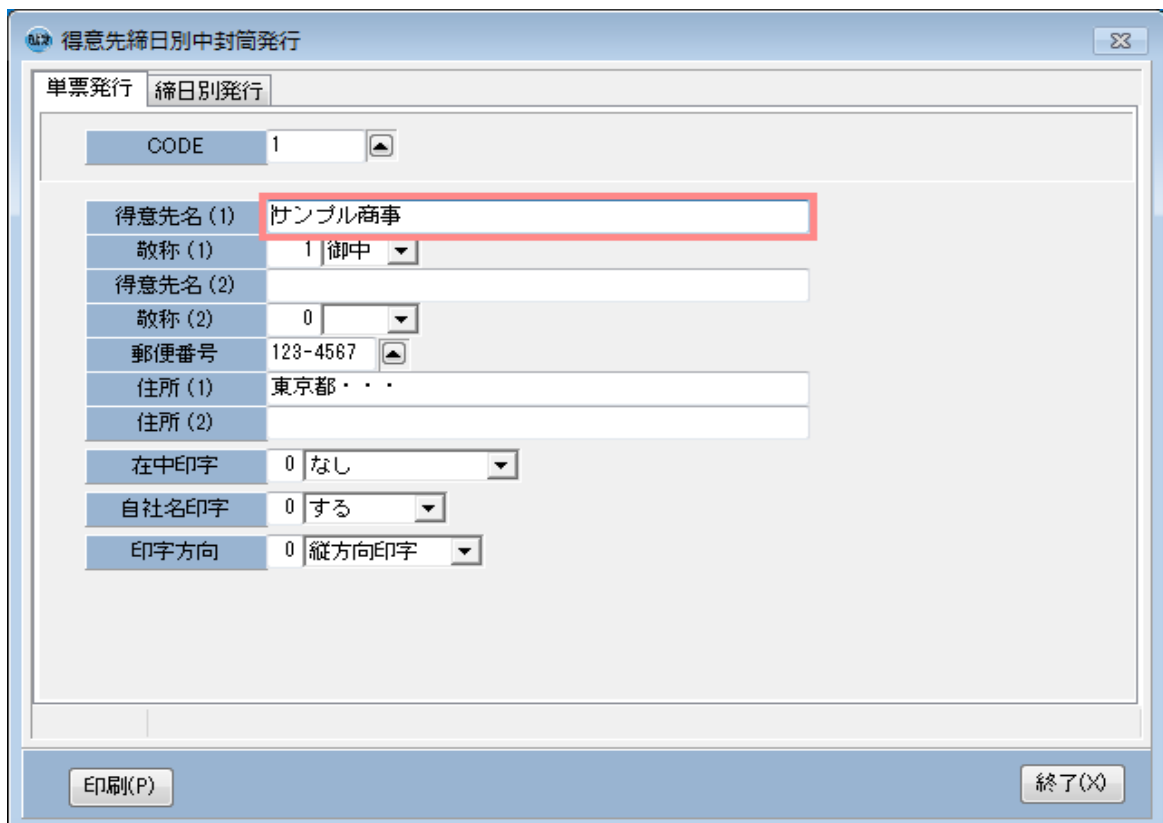 得意先締日別中封筒発行
単票発行 締日別発行
CODE 1
得意先名(1) サンプル商事
敬称(1) 1 御中
得意先名(2)
敬称(2) 0
郵便番号 123-4567
住所(1) 東京都・・・
住所(2)
在中印字 0 なし
自社名印字 0 する
印字方向 0 縦方向印字
印刷(P) 終了(X)